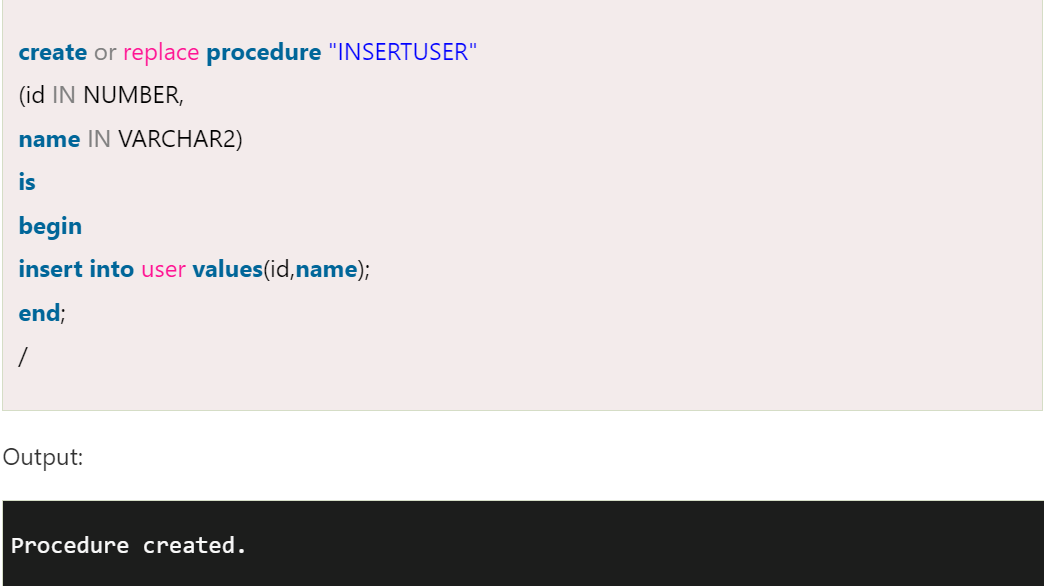 create or replace procedure "INSERTUSER"
(id IN NUMBER,
name IN VARCHAR2)
is
begin
insert into user values(id,name);
end;
/
Output:
Procedure created.